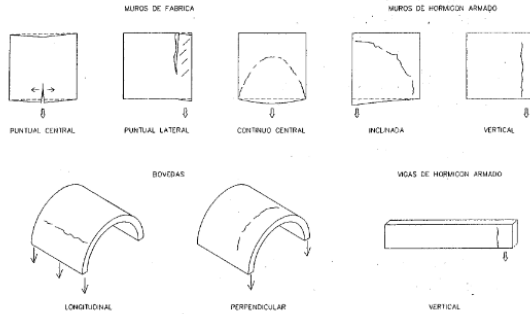 MUROS DE FABRICA
MUROS DE HORMIGON ARMADO
PUNTUAL CENTRAL
PUNTUAL LATERAL
CONTINUO CENTRAL
INCLINADA
VERTICAL
BOVEDAS
VIGAS DE HORMIGON ARMADO
LONGITUDINAL
PERPENDICULAR
VERTICAL